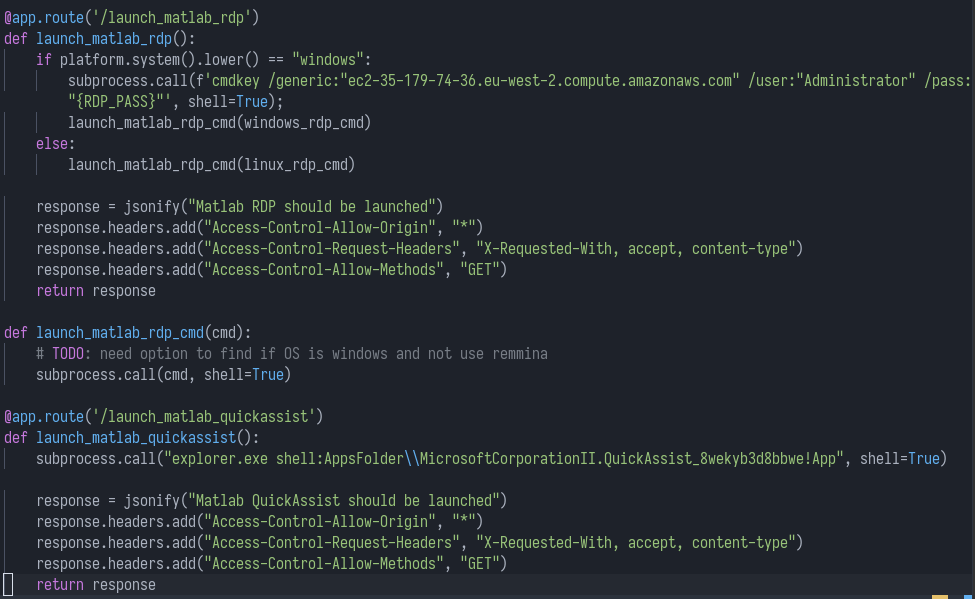 @app.route('/launch_matlab_rdp')
def launch_matlab_rdp():
    if platform.system().lower() == "windows":
        subprocess.call(f'cmdkey /generic:"ec2-35-179-74-36.eu-west-2.compute.amazonaws.com" /user:"Administrator" /pass:
        "{RDP_PASS}"', shell=True);
        launch_matlab_rdp_cmd(windows_rdp_cmd)
    else:
        launch_matlab_rdp_cmd(linux_rdp_cmd)

    response = jsonify("Matlab RDP should be launched")
    response.headers.add("Access-Control-Allow-Origin", "*")
    response.headers.add("Access-Control-Request-Headers", "X-Requested-With, accept, content-type")
    response.headers.add("Access-Control-Allow-Methods", "GET")
    return response

def launch_matlab_rdp_cmd(cmd):
    # TODO: need option to find if OS is windows and not use remmina
    subprocess.call(cmd, shell=True)

@app.route('/launch_matlab_quickassist')
def launch_matlab_quickassist():
    subprocess.call("explorer.exe shell:AppsFolder\\MicrosoftCorporationII.QuickAssist_8wekyb3d8bbwe!App", shell=True)

    response = jsonify("Matlab QuickAssist should be launched")
    response.headers.add("Access-Control-Allow-Origin", "*")
    response.headers.add("Access-Control-Request-Headers", "X-Requested-With, accept, content-type")
    response.headers.add("Access-Control-Allow-Methods", "GET")
    return response